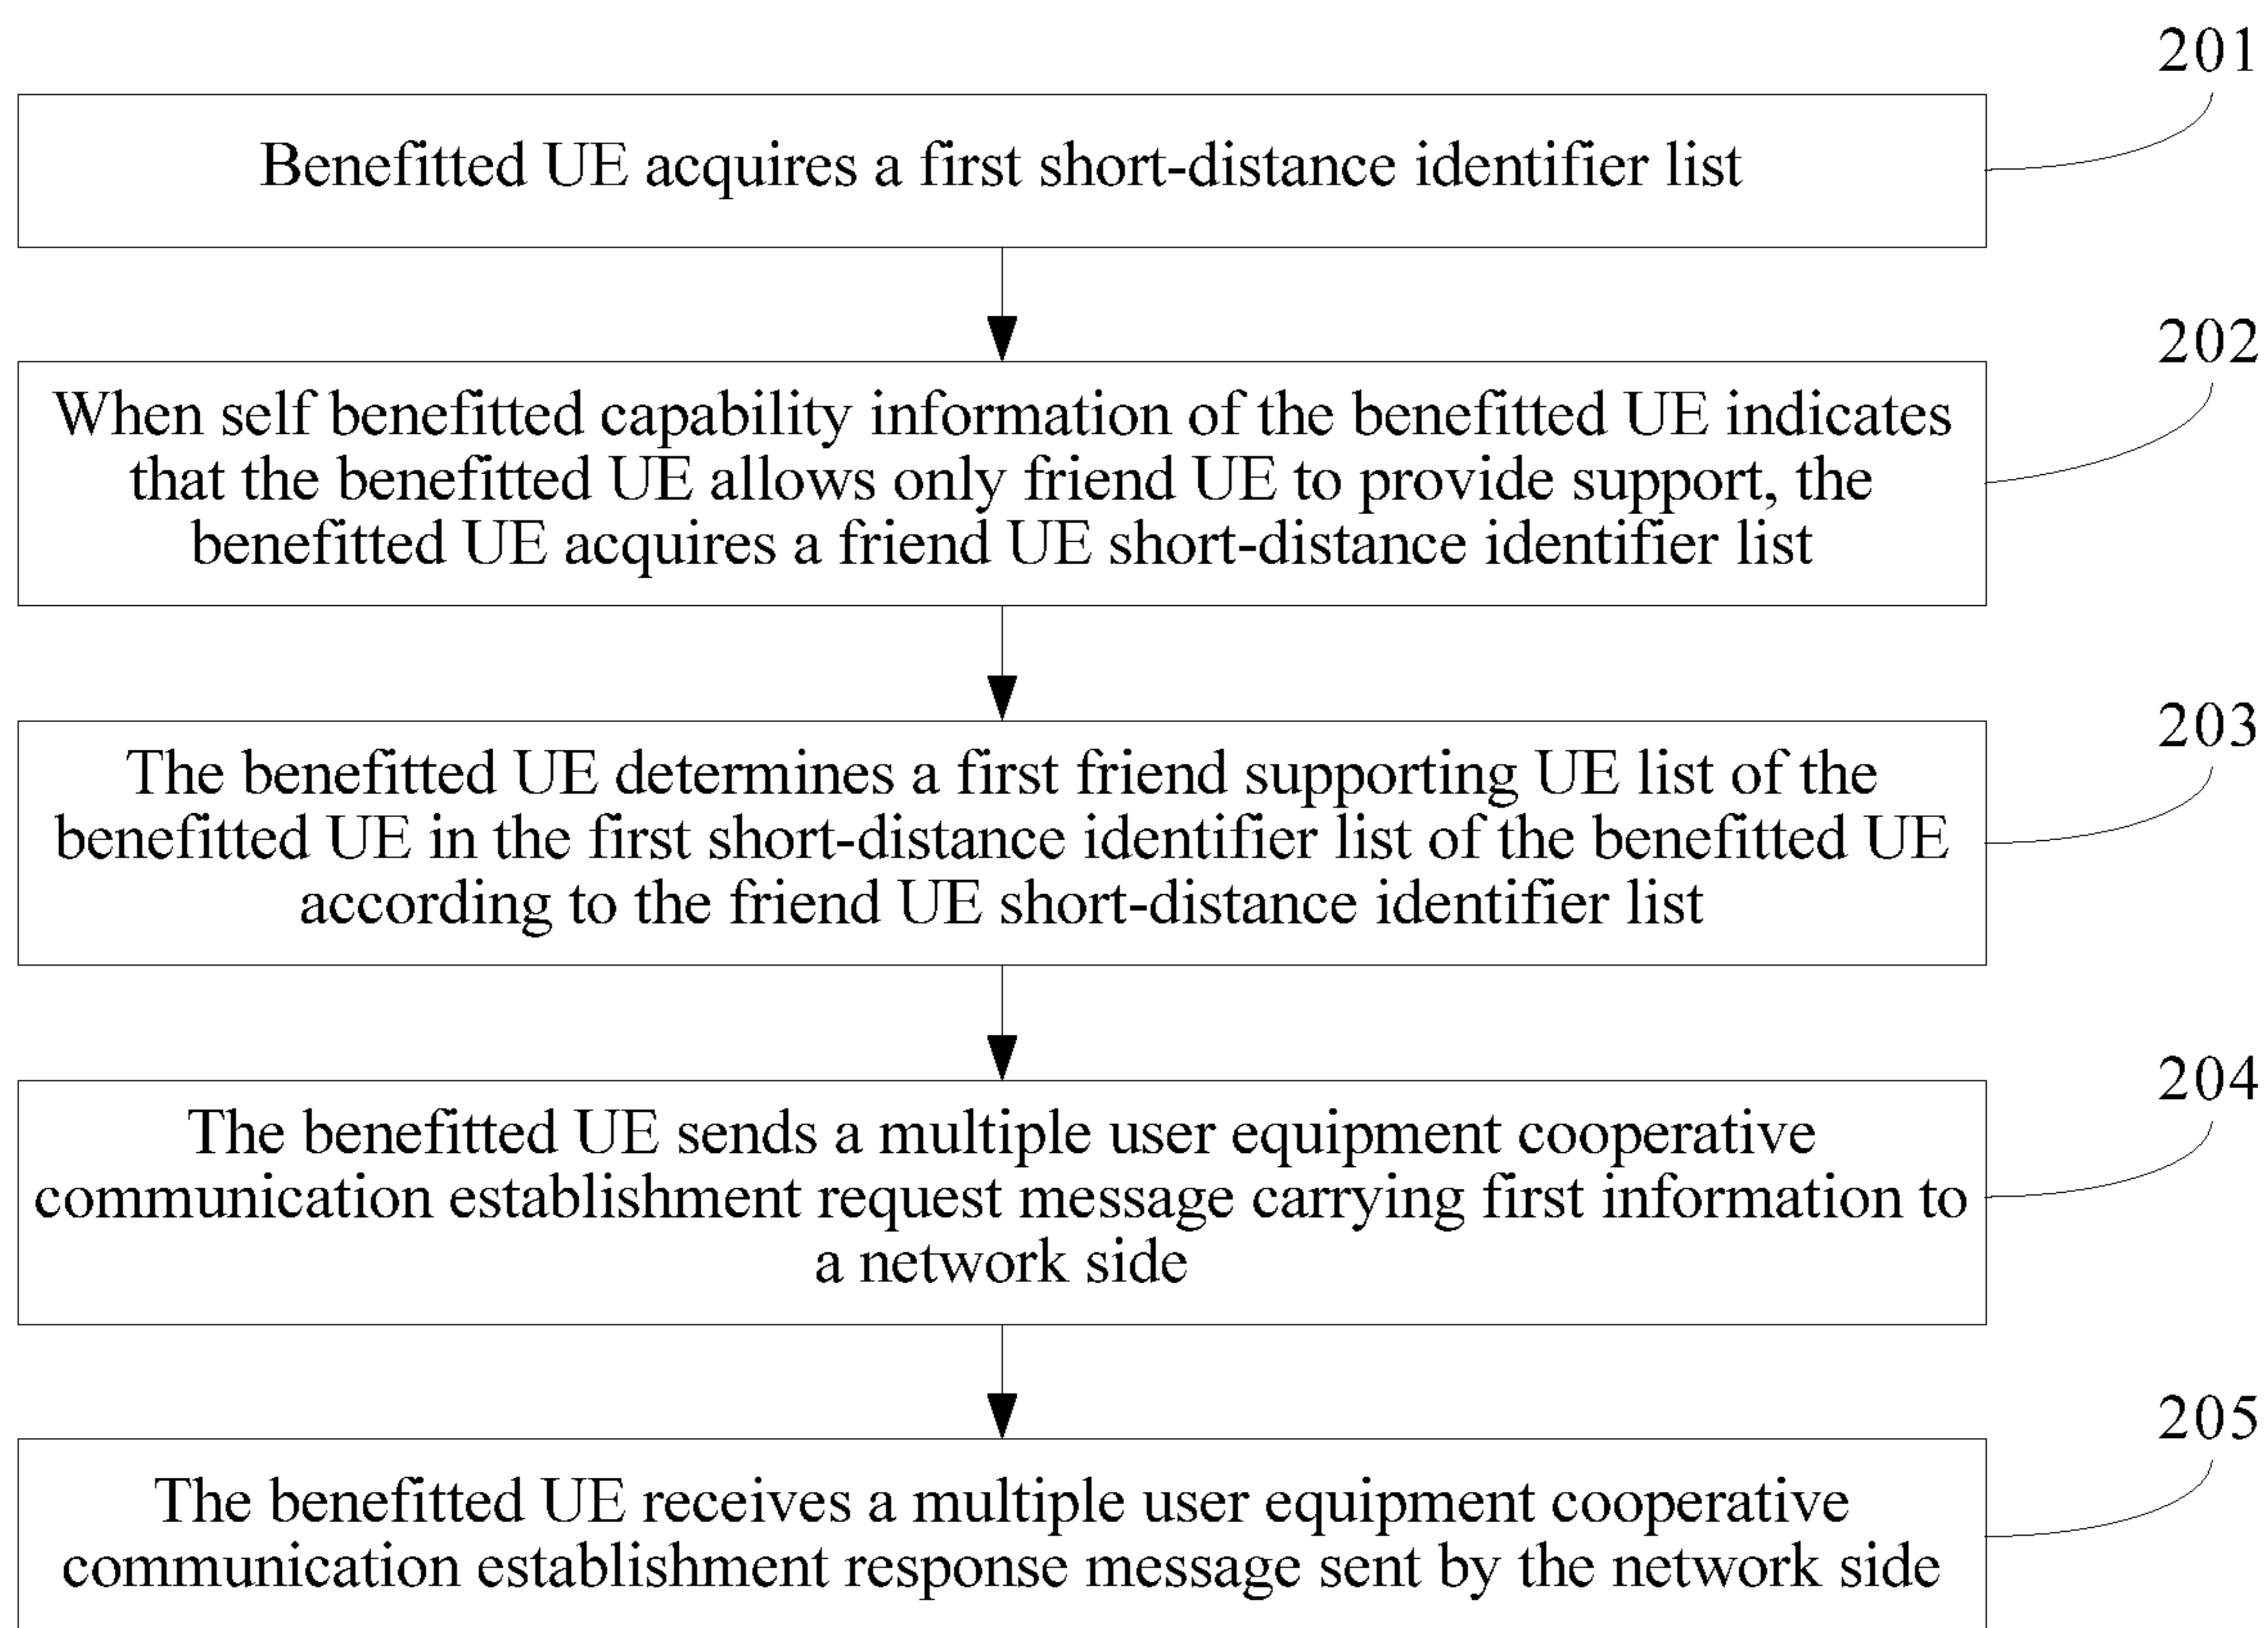 201
Benefitted UE acquires a first short-distance identifier list
202
When self benefitted capability information of the benefitted UE indicates
that the benefitted UE allows only friend UE to provide support, the
benefitted UE acquires a friend UE short-distance identifier list
203
The benefitted UE determines a first friend supporting UE list of the
benefitted UE in the first short-distance identifier list of the benefitted UE
according to the friend UE short-distance identifier list
204
The benefitted UE sends a multiple user equipment cooperative
communication establishment request message carrying first information to
a network side
205
The benefitted UE receives a multiple user equipment cooperative
communication establishment response message sent by the network side